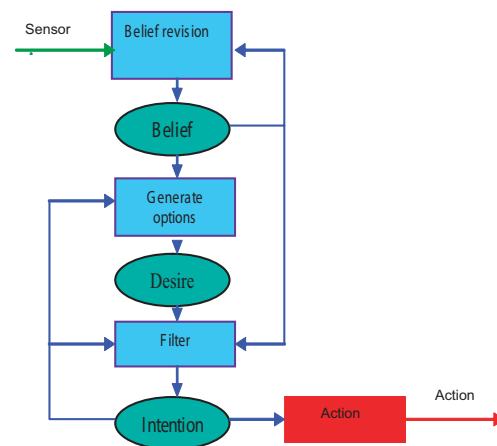 Sensor
Belief revision
Belief
Generate
options
Desire
Filter
Intention
Action
Action